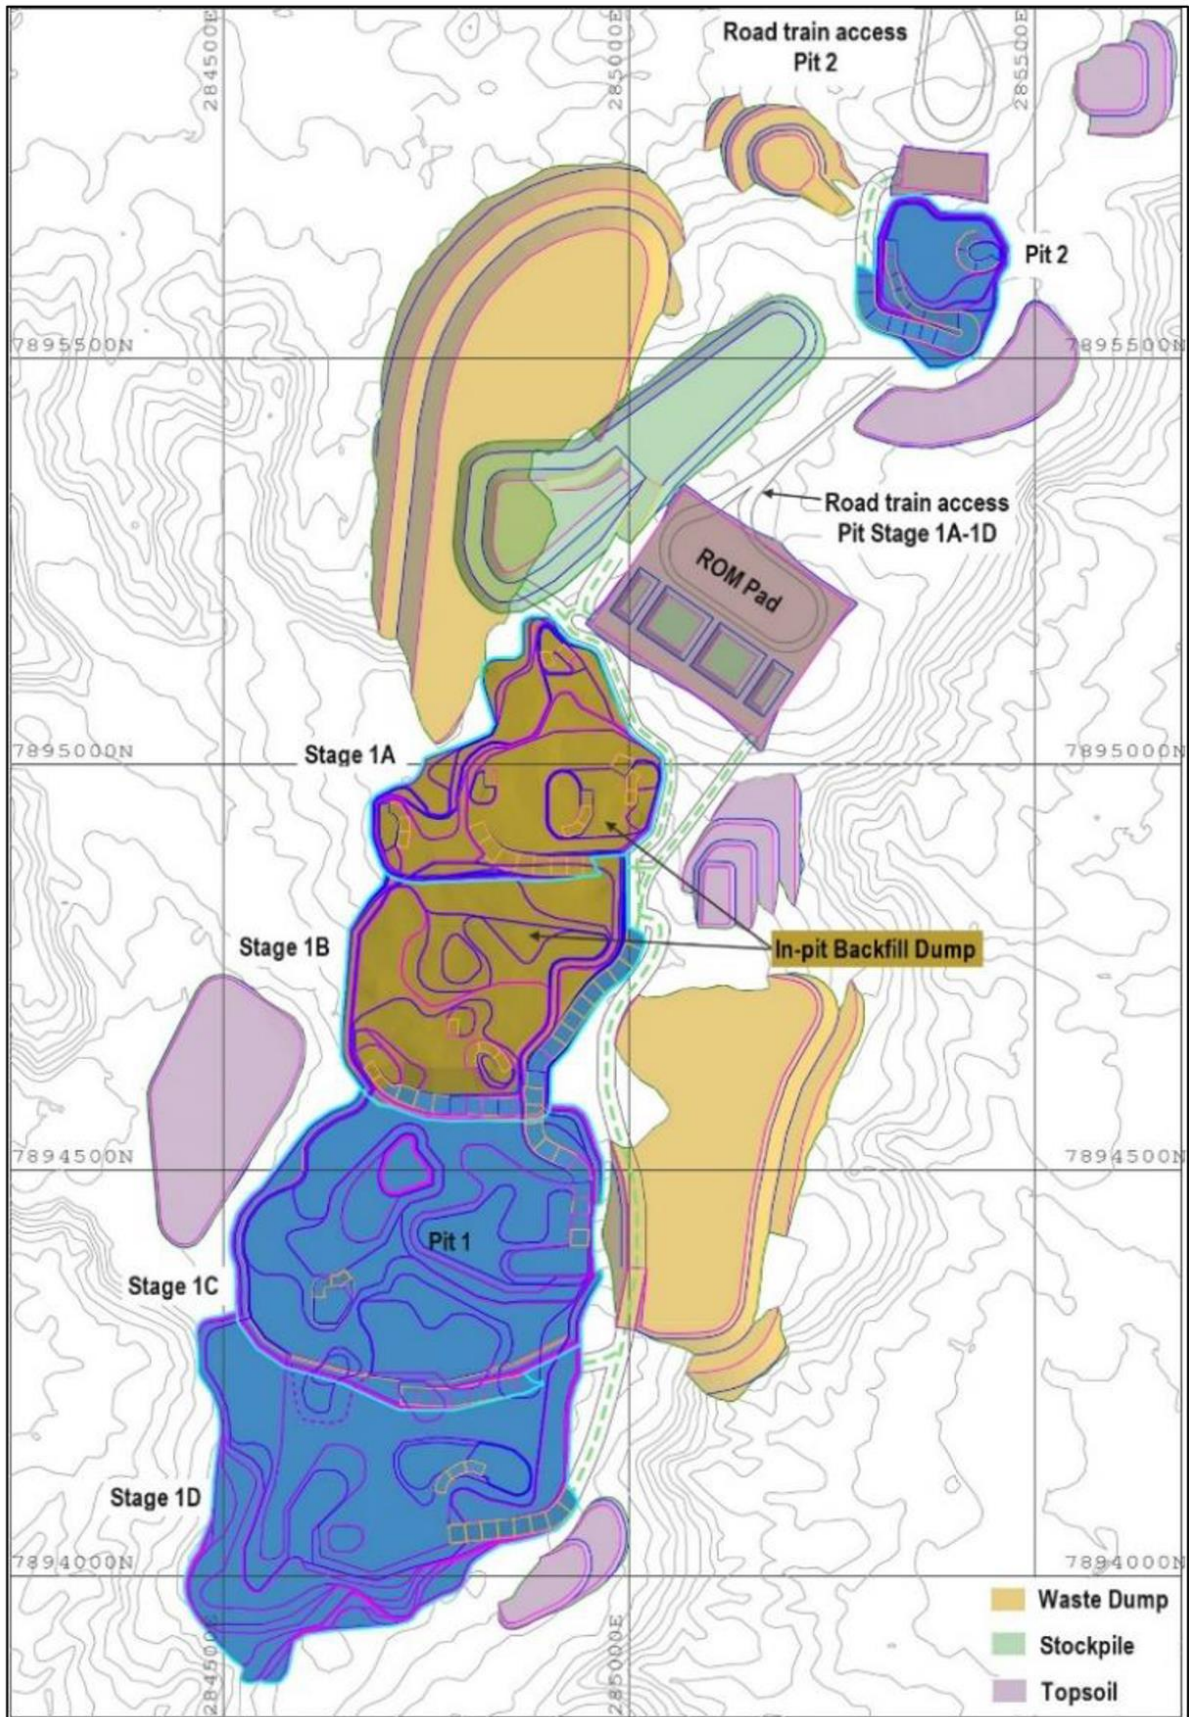 284500E
285000E
285500E
Road train access
Pit 2
Pit 2
7895500N
7895500N
Road train access
Pit Stage 1A-1D
ROM Pad
Stage 1A
7895000N
7895000N
Stage 1B
In-pit Backfill Dump
7894500N
7894500N
Pit 1
Stage 1C
Stage 1D
7894000N
7894000N
Waste Dump
Stockpile
Topsoil
284500E
285000E